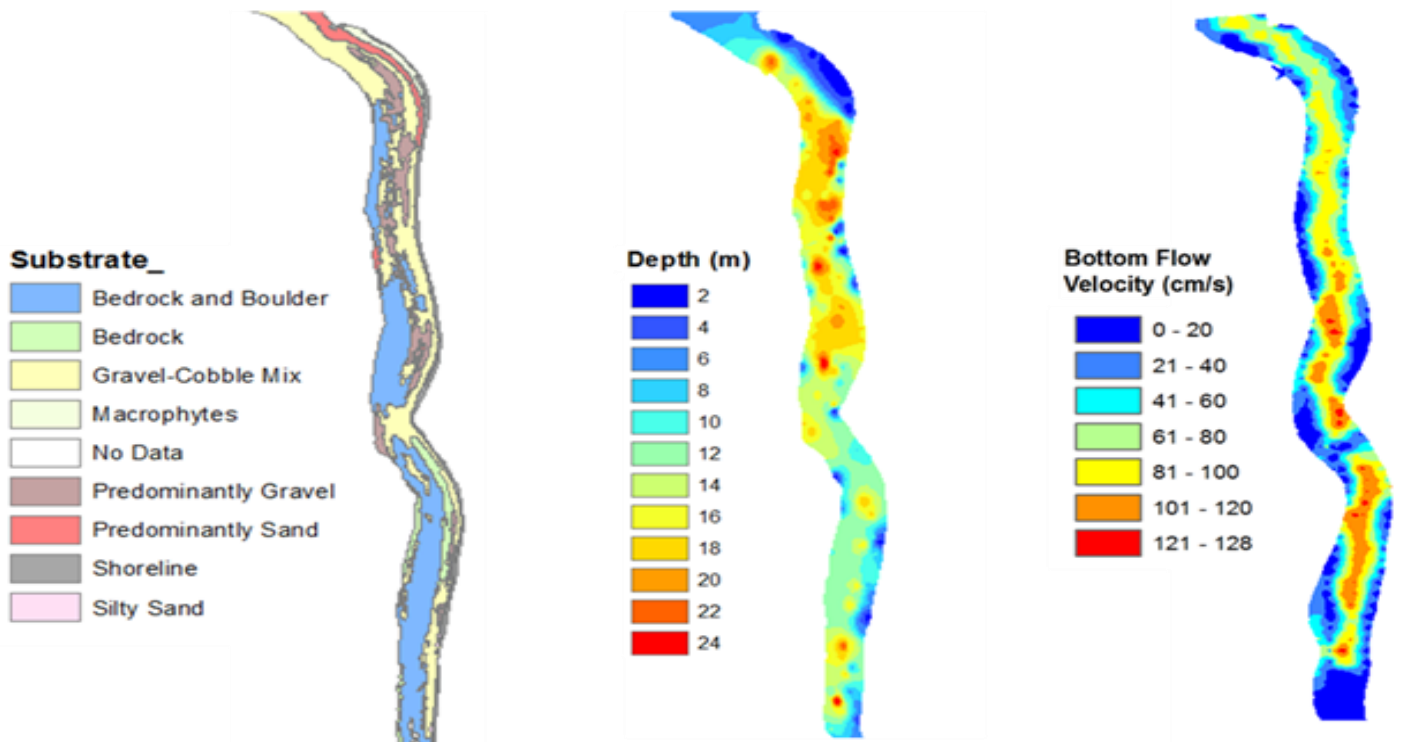 Substrate_
Bedrock and Boulder
Bedrock
Gravel-Cobble Mix
Macrophytes
No Data
Predominantly Gravel
Predominantly Sand
Shoreline
Silty Sand
Depth (m)
2
4
6
8
10
12
14
16
18
20
22
24
Bottom Flow
Velocity (cm/s)
0 - 20
21 - 40
41 - 60
61 - 80
81 - 100
101 - 120
121 - 128